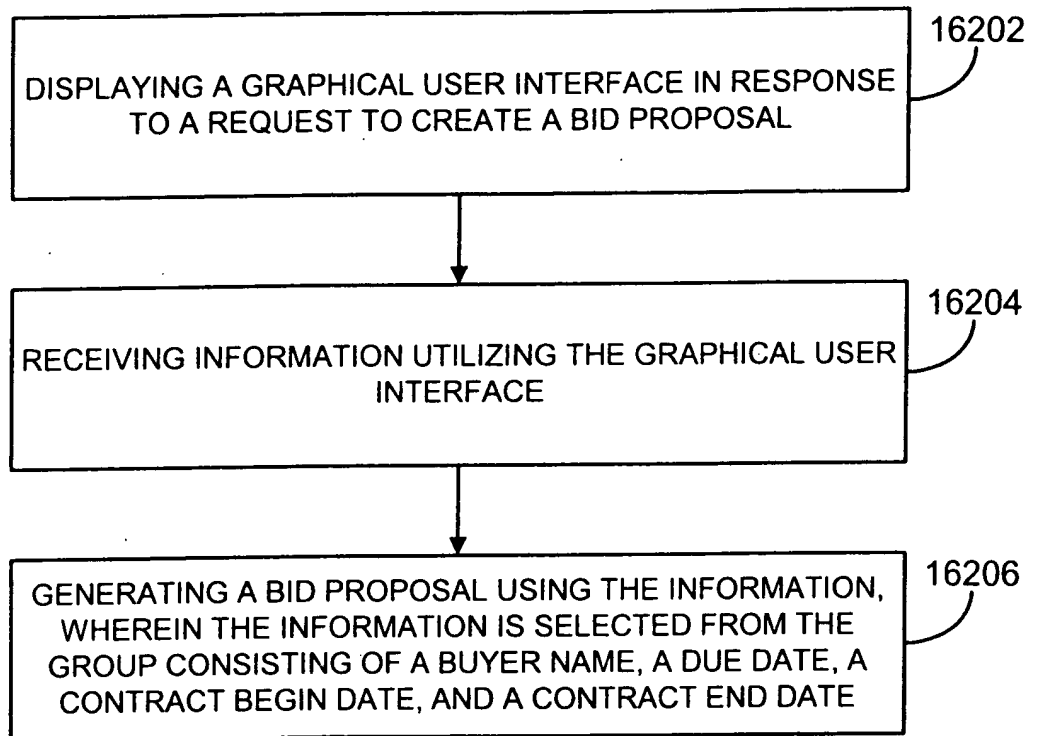 16202
DISPLAYING A GRAPHICAL USER INTERFACE IN RESPONSE
TO A REQUEST TO CREATE A BID PROPOSAL
16204
RECEIVING INFORMATION UTILIZING THE GRAPHICAL USER
INTERFACE
16206
GENERATING A BID PROPOSAL USING THE INFORMATION,
WHEREIN THE INFORMATION IS SELECTED FROM THE
GROUP CONSISTING OF A BUYER NAME, A DUE DATE, A
CONTRACT BEGIN DATE, AND A CONTRACT END DATE